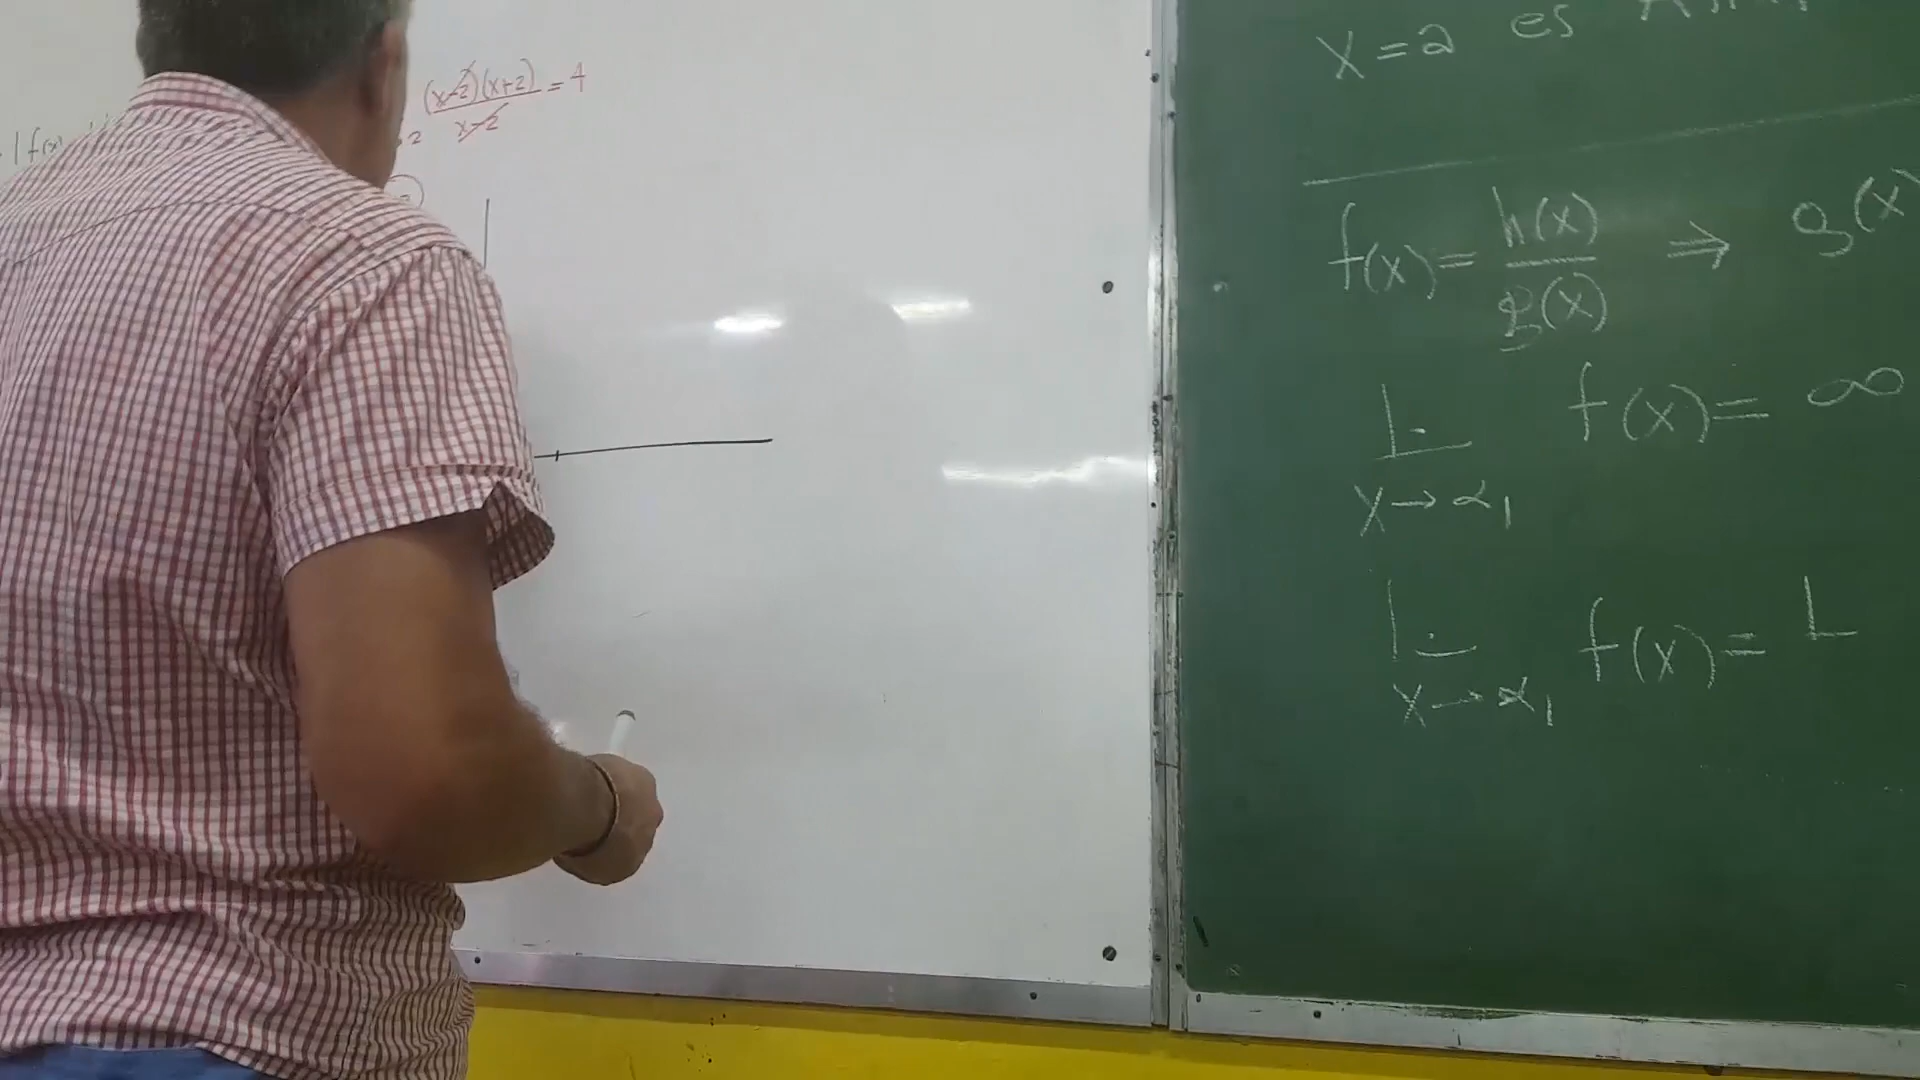 (x-2)(x+2) = 4
x-2
x = 2 es
f(x) = h(x) ⇒ g(x)
g(x)
Lim f(x) = ∞
x → α₁
Lim f(x) = L
x → α₁